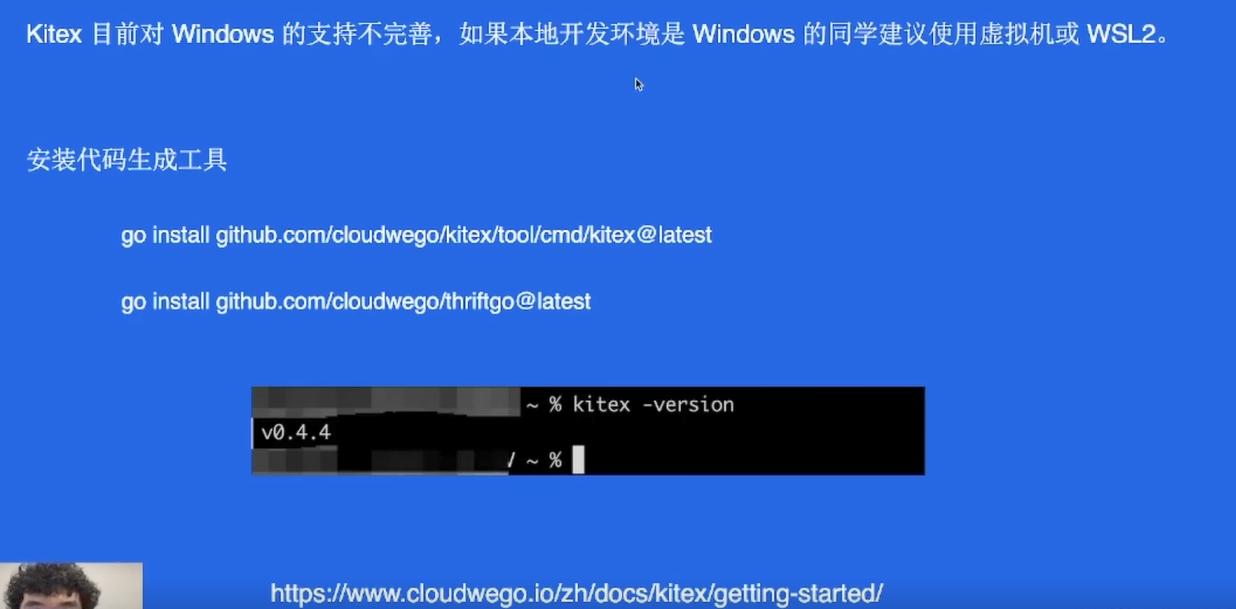 Kitex 目前对 Windows 的支持不完善，如果本地开发环境是 Windows 的同学建议使用虚拟机或 WSL2。
安装代码生成工具
go install github.com/cloudwego/kitex/tool/cmd/kitex@latest
go install github.com/cloudwego/thriftgo@latest
~ % kitex -version
v0.4.4
/ ~ %
https://www.cloudwego.io/zh/docs/kitex/getting-started/